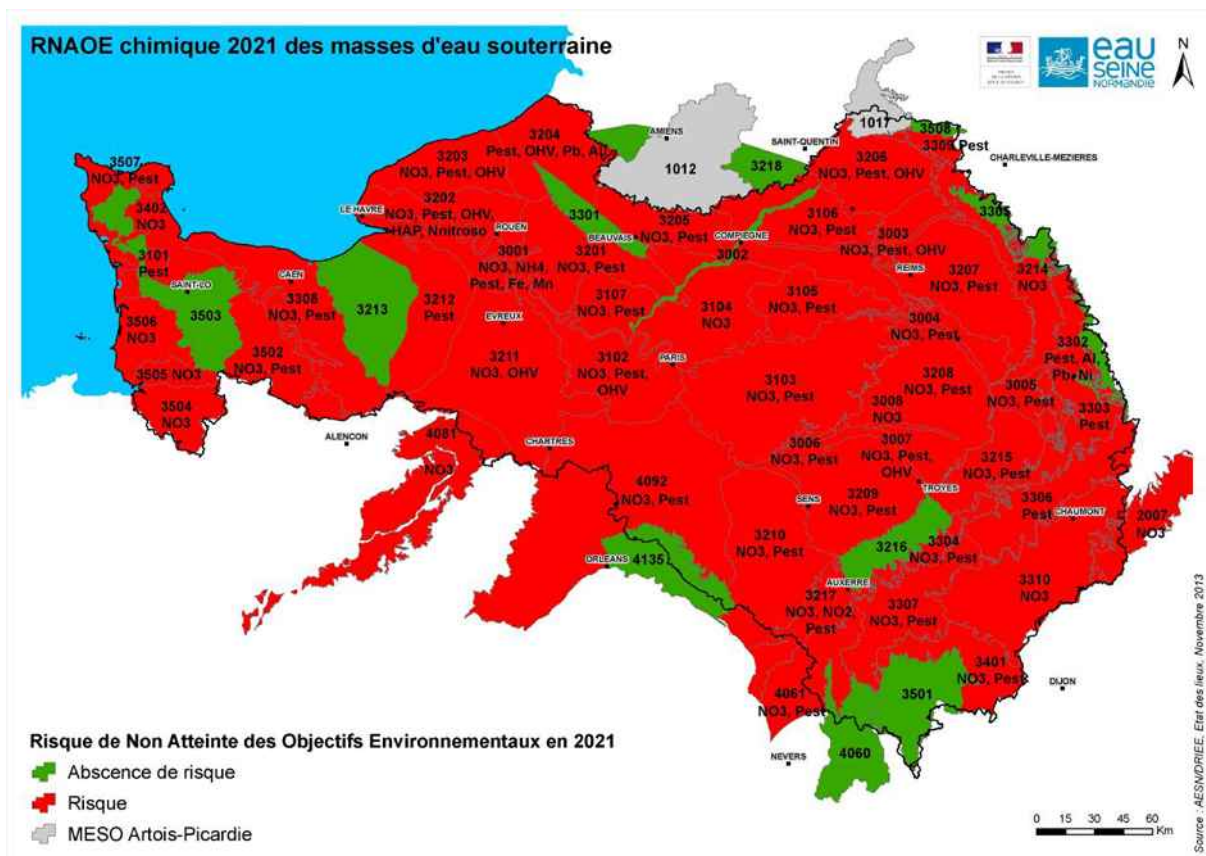 RNAOE chimique 2021 des masses d'eau souterraine
eau
SEINE
NORMANDIE
N
3204
Pest, OHV, Pb, Al
AMIENS
SAINT-QUENTIN
1017
3508
3309 Pest
CHARLEVILLE-MEZIERES
3507
NO3, Pest
3203
NO3, Pest, OHV
1012
3218
3206
NO3, Pest, OHV
3402
NO3
LE HAVRE
3202
NO3, Pest, OHV,
HAP, Nnitroso
ROUEN
3301
BEAUVAIS
3205
NO3, Pest
COMPIEGNE
3106
NO3, Pest
3305
3101
Pest
3001
NO3, NH4,
Pest, Fe, Mn
3201
NO3, Pest
3002
3003
NO3, Pest, OHV
REIMS
3207
NO3, Pest
3214
NO3
SAINT-LO
CAEN
3308
NO3, Pest
3213
3212
Pest
3107
NO3, Pest
3104
NO3
3105
NO3, Pest
3503
3506
NO3
EVREUX
3004
NO3, Pest
3302
Pest, Al,
Pb, Ni
3505 NO3
3502
NO3, Pest
3211
NO3, OHV
3102
NO3, Pest,
OHV
PARIS
3103
NO3, Pest
3208
NO3, Pest
3005
NO3, Pest
3303
Pest
3504
NO3
3008
NO3
ALENÇON
4081
NO3
CHARTRES
3006
NO3, Pest
3007
NO3, Pest,
OHV
3215
NO3, Pest
4092
NO3, Pest
SENS
3209
NO3, Pest
TROYES
3306
Pest
CHAUMONT
2007
NO3
ORLEANS
4135
3210
NO3, Pest
3216
3304
NO3, Pest
AUXERRE
3217
NO3, NO2,
Pest
3307
NO3, Pest
3310
NO3
4061
NO3, Pest
3501
3401
NO3, Pest
DIJON
NEVERS
4060
Risque de Non Atteinte des Objectifs Environnementaux en 2021
Abscence de risque
Risque
MESO Artois-Picardie
0 15 30 45 60
Km
Source : AESN/DRIEE, Etat des lieux, Novembre 2013